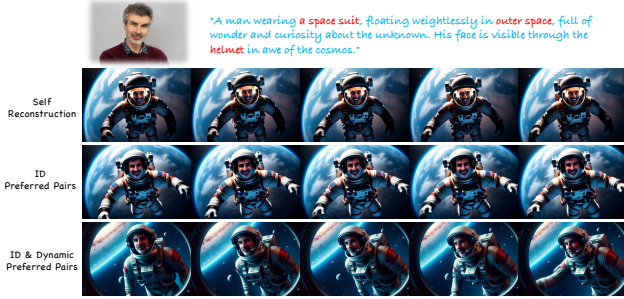 "A man wearing a space suit, floating weightlessly in outer space, full of
wonder and curiosity about the unknown. His face is visible through the
helmet in awe of the cosmos."
Self
Reconstruction
ID
Preferred Pairs
ID & Dynamic
Preferred Pairs